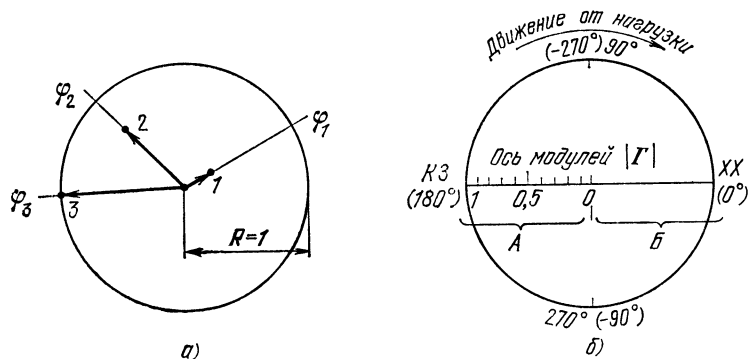 φ₂
2
φ₁
1
φ₃
3
R=1
а)
Движение от нагрузки
(-270°) 90°
Ось модулей |Г|
КЗ
(180°)
1
0,5
0
ХХ
(0°)
А
Б
270° (-90°)
б)